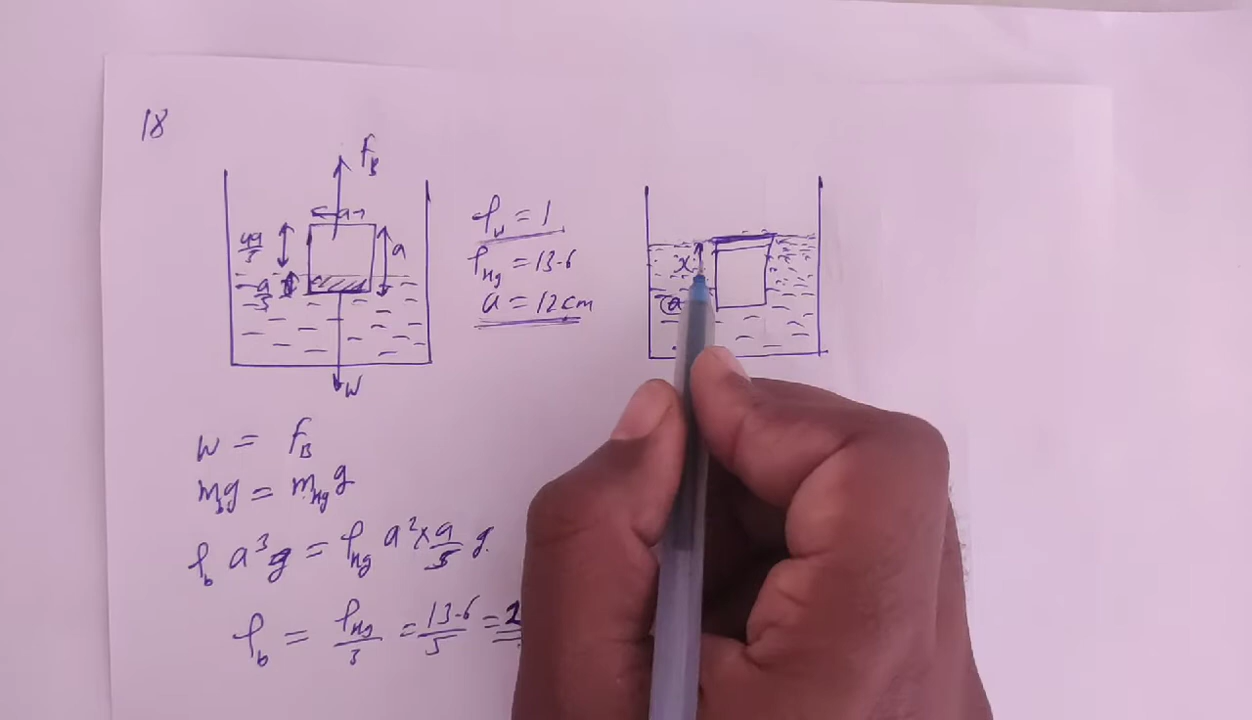 18
F_B
a
4a/5
a
a/5
ρ_w = 1
ρ_Hg = 13.6
a = 12 cm
x
W
W = F_B
m_b g = m_Hg g
ρ_b a³ g = ρ_Hg a² × a/5 g
ρ_b = ρ_Hg/5 = 13.6/5 = 2